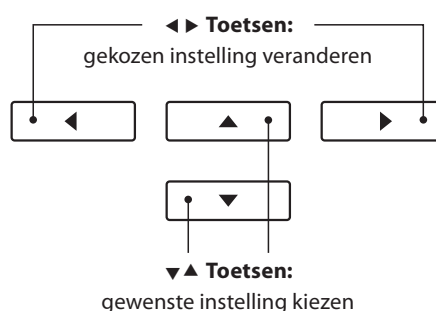 ◀ ▶ Toetsen:
gekozen instelling veranderen
▼▲ Toetsen:
gewenste instelling kiezen